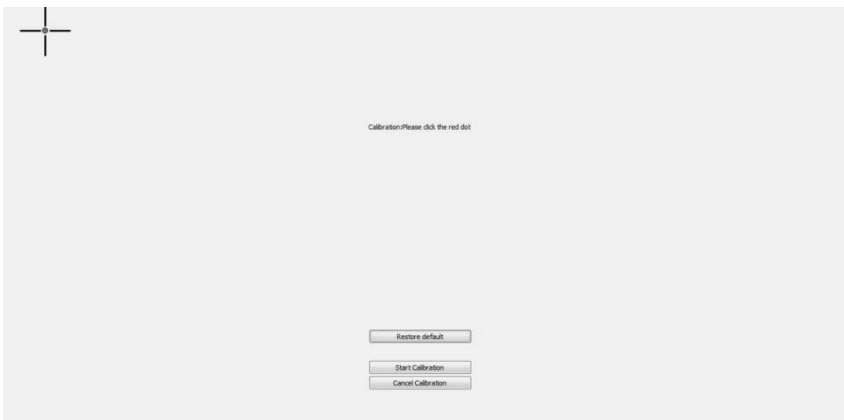 Calibration:Please click the red dot
Restore default
Start Calibration
Cancel Calibration